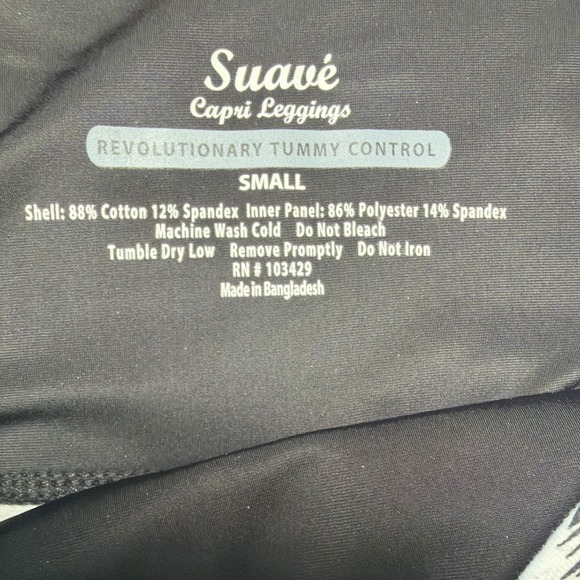 Suavé
Capri Leggings
REVOLUTIONARY TUMMY CONTROL
SMALL
Shell: 88% Cotton 12% Spandex Inner Panel: 86% Polyester 14% Spandex
Machine Wash Cold Do Not Bleach
Tumble Dry Low Remove Promptly Do Not Iron
RN # 103429
Made in Bangladesh